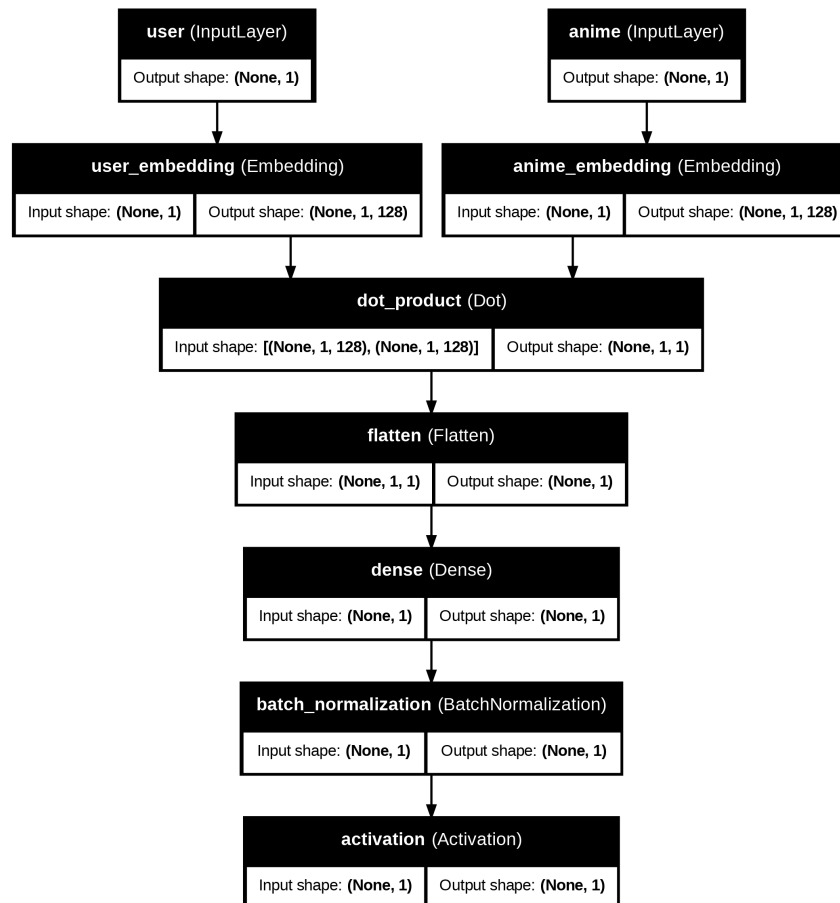 user (InputLayer)
anime (InputLayer)
Output shape: (None, 1)
Output shape: (None, 1)
user_embedding (Embedding)
anime_embedding (Embedding)
Input shape: (None, 1)
Output shape: (None, 1, 128)
Input shape: (None, 1)
Output shape: (None, 1, 128)
dot_product (Dot)
Input shape: [(None, 1, 128), (None, 1, 128)]
Output shape: (None, 1, 1)
flatten (Flatten)
Input shape: (None, 1, 1)
Output shape: (None, 1)
dense (Dense)
Input shape: (None, 1)
Output shape: (None, 1)
batch_normalization (BatchNormalization)
Input shape: (None, 1)
Output shape: (None, 1)
activation (Activation)
Input shape: (None, 1)
Output shape: (None, 1)